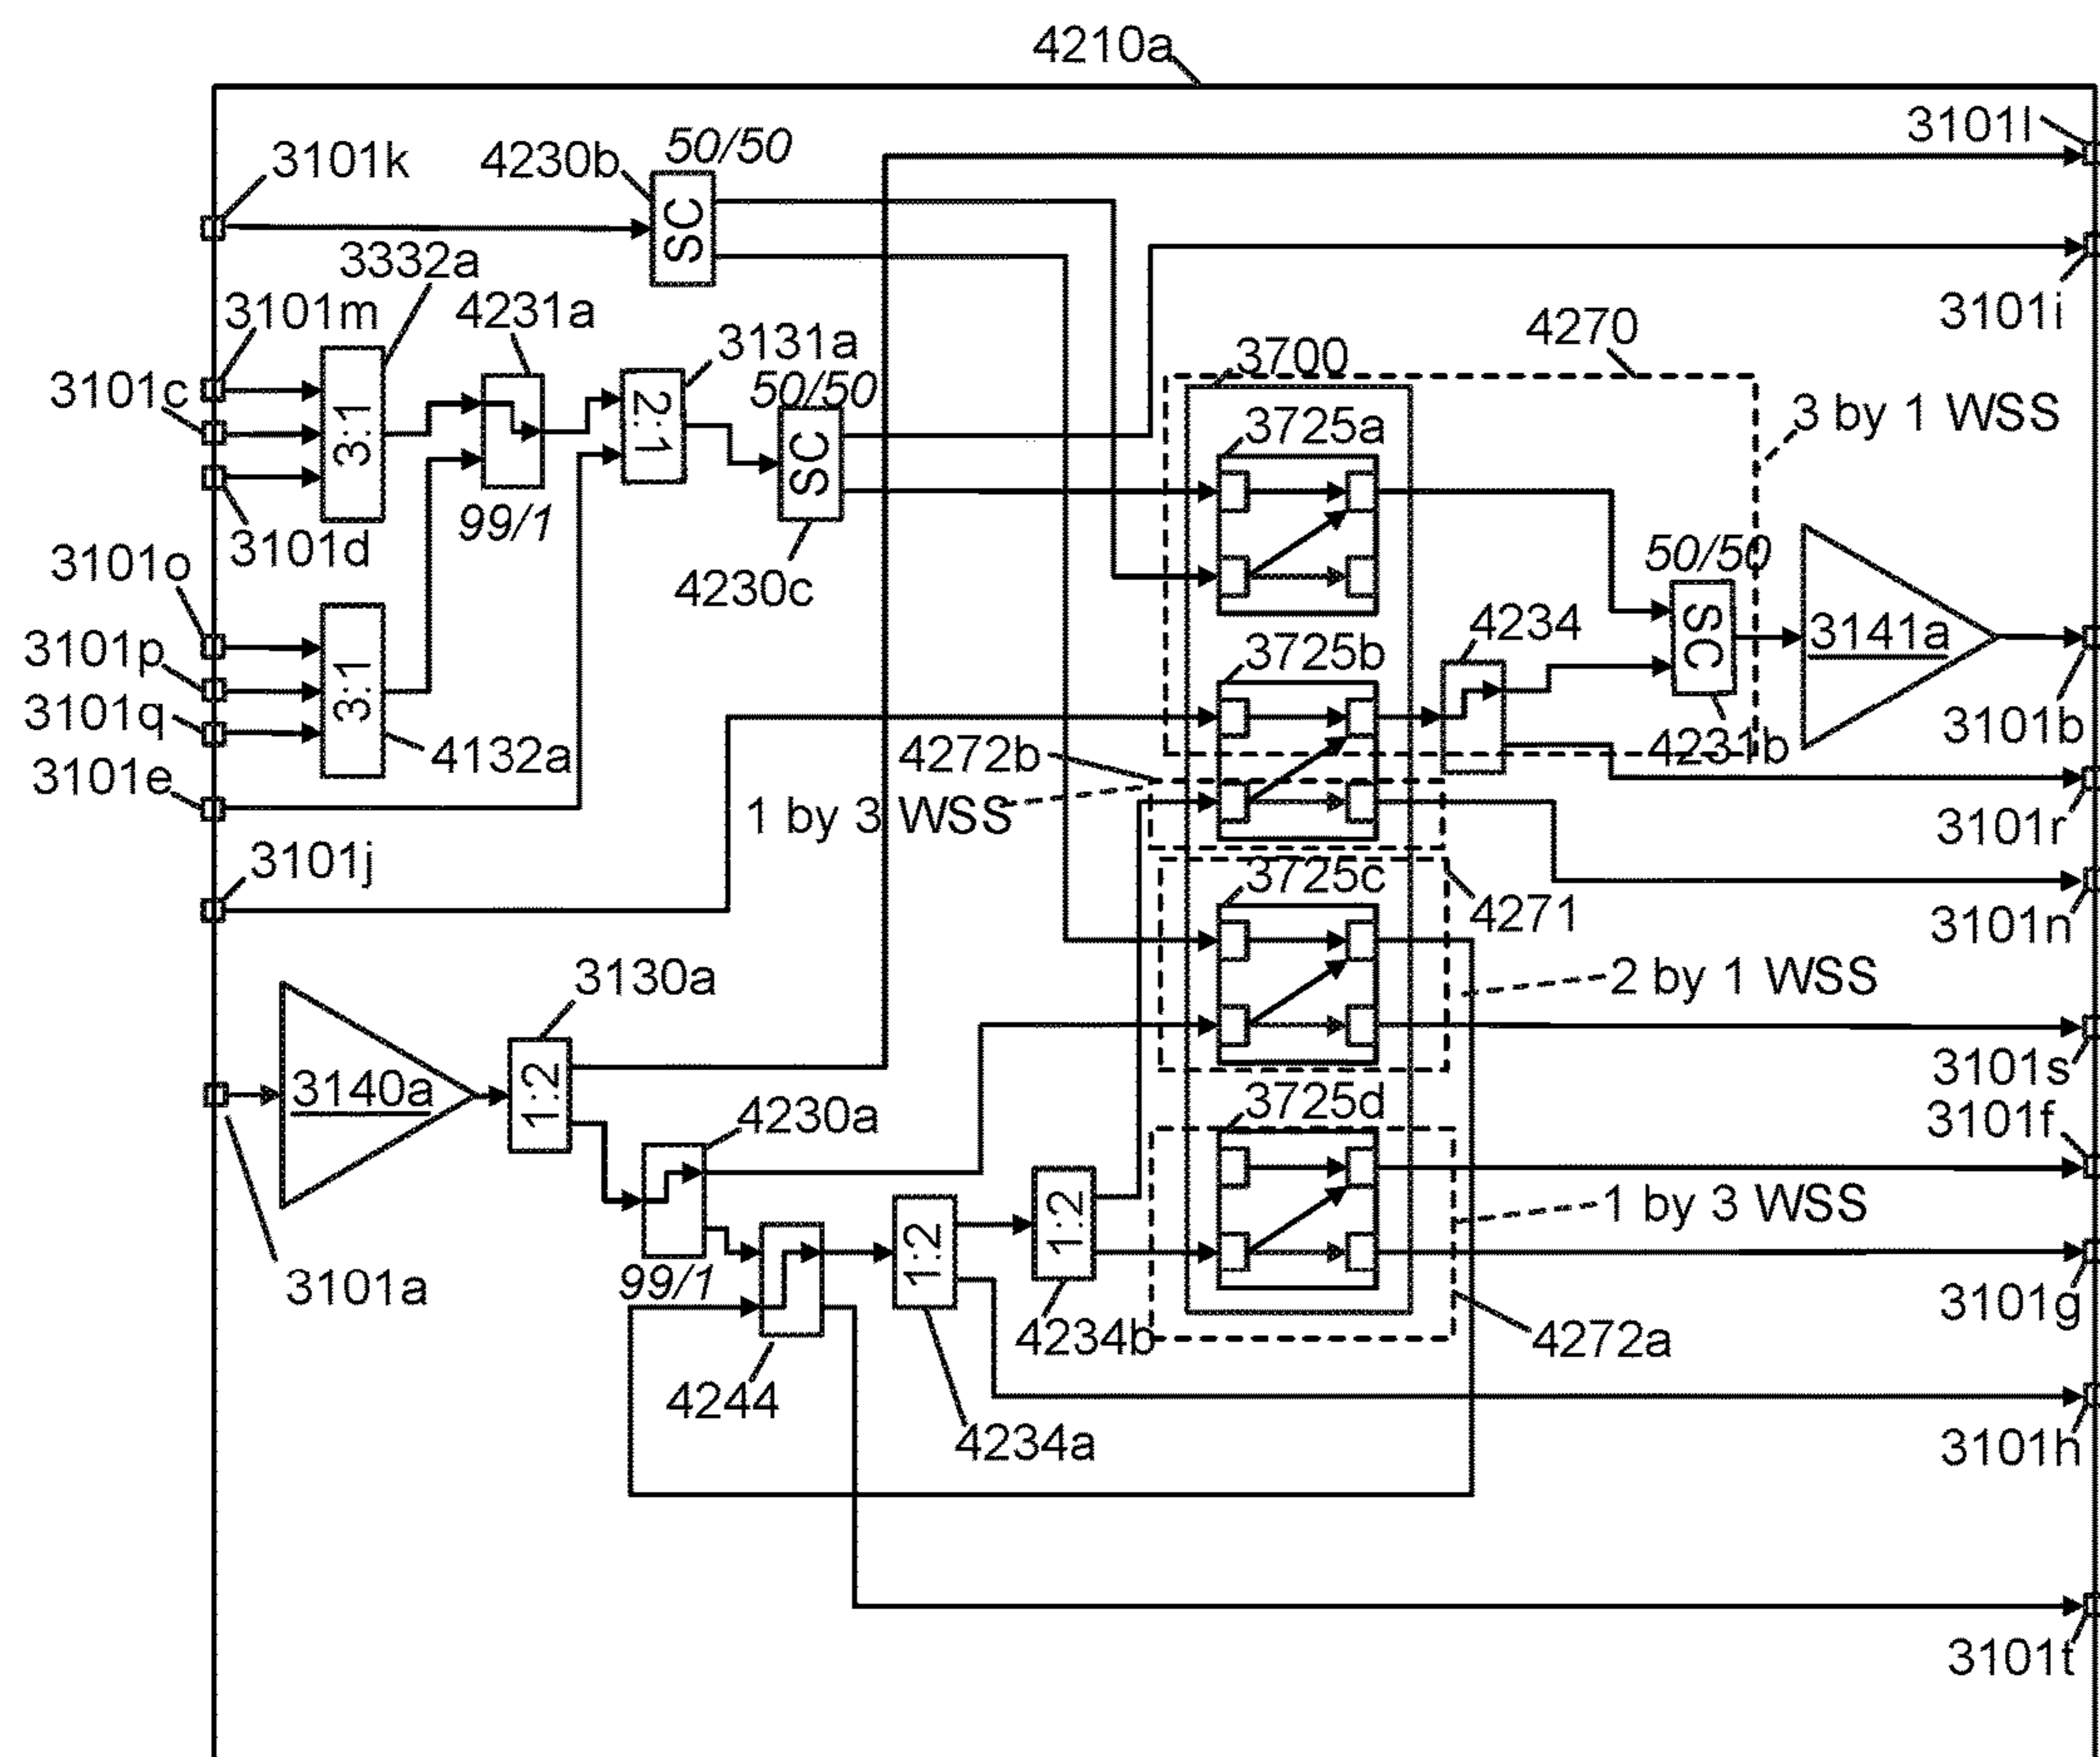 4210a
3101l
3101k
4230b
50/50
SC
3332a
3101m
4231a
3131a
50/50
3101i
4270
3700
3101c
3:1
2:1
SC
3725a
3 by 1 WSS
3101d
99/1
3101o
4230c
50/50
4234
SC
3141a
3101p
3:1
3725b
3101q
4132a
4272b
4231b
3101b
3101e
1 by 3 WSS
3101r
3101j
3725c
4271
3101n
3130a
2 by 1 WSS
3140a
1:2
3101s
3725d
4230a
3101f
1:2
1:2
1 by 3 WSS
3101a
99/1
4234b
3101g
4272a
4244
4234a
3101h
3101t